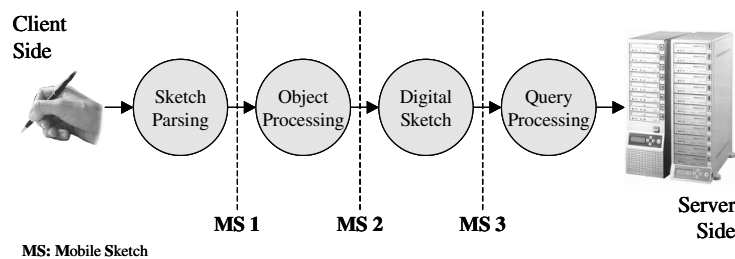 Client
Side
Sketch
Parsing
Object
Processing
Digital
Sketch
Query
Processing
MS 1
MS 2
MS 3
Server
Side
MS: Mobile Sketch